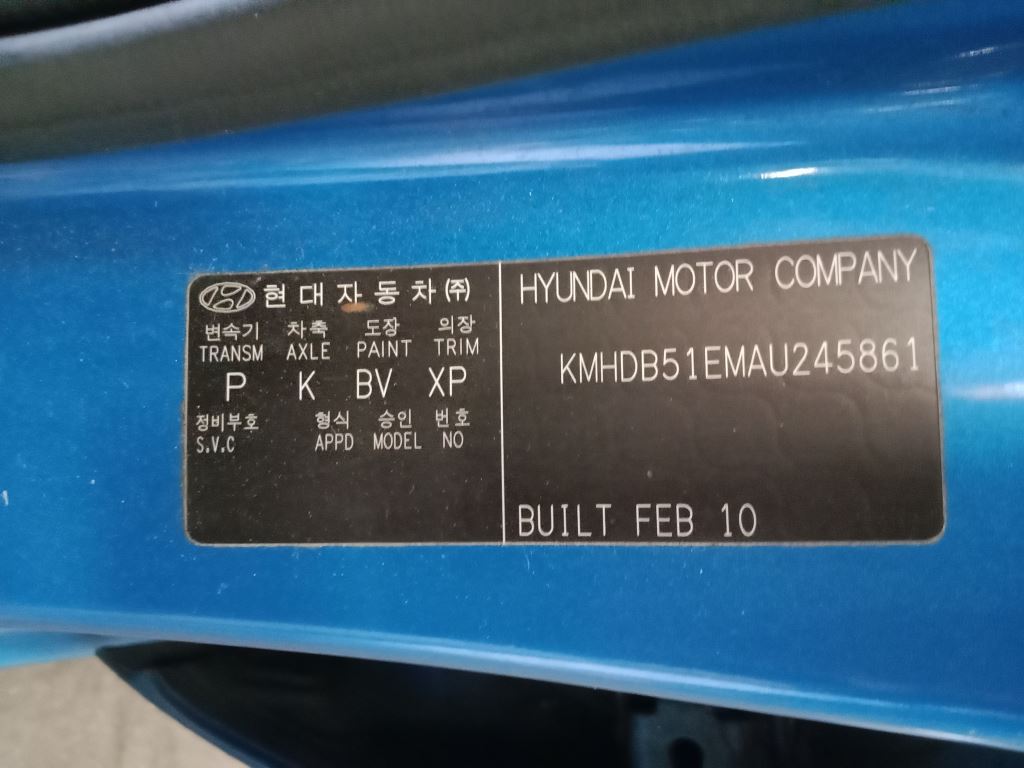 현대자동차(주)
변속기 차축 도장 의장
TRANSM AXLE PAINT TRIM
P K BV XP
정비부호 형식 승인 번호
S.V.C APPD MODEL NO
HYUNDAI MOTOR COMPANY
KMHDB51EMAU245861
BUILT FEB 10